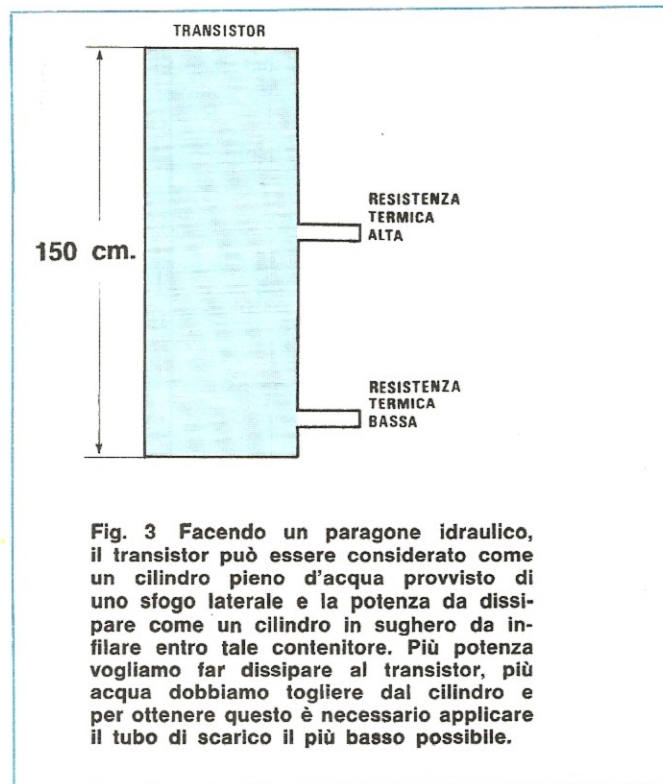 TRANSISTOR
150 cm.
RESISTENZA
TERMICA
ALTA
RESISTENZA
TERMICA
BASSA
Fig. 3 Facendo un paragone idraulico,
il transistor può essere considerato come
un cilindro pieno d'acqua provvisto di
uno sfogo laterale e la potenza da dissi-
pare come un cilindro in sughero da in-
filare entro tale contenitore. Più potenza
vogliamo far dissipare al transistor, più
acqua dobbiamo togliere dal cilindro e
per ottenere questo è necessario applicare
il tubo di scarico il più basso possibile.